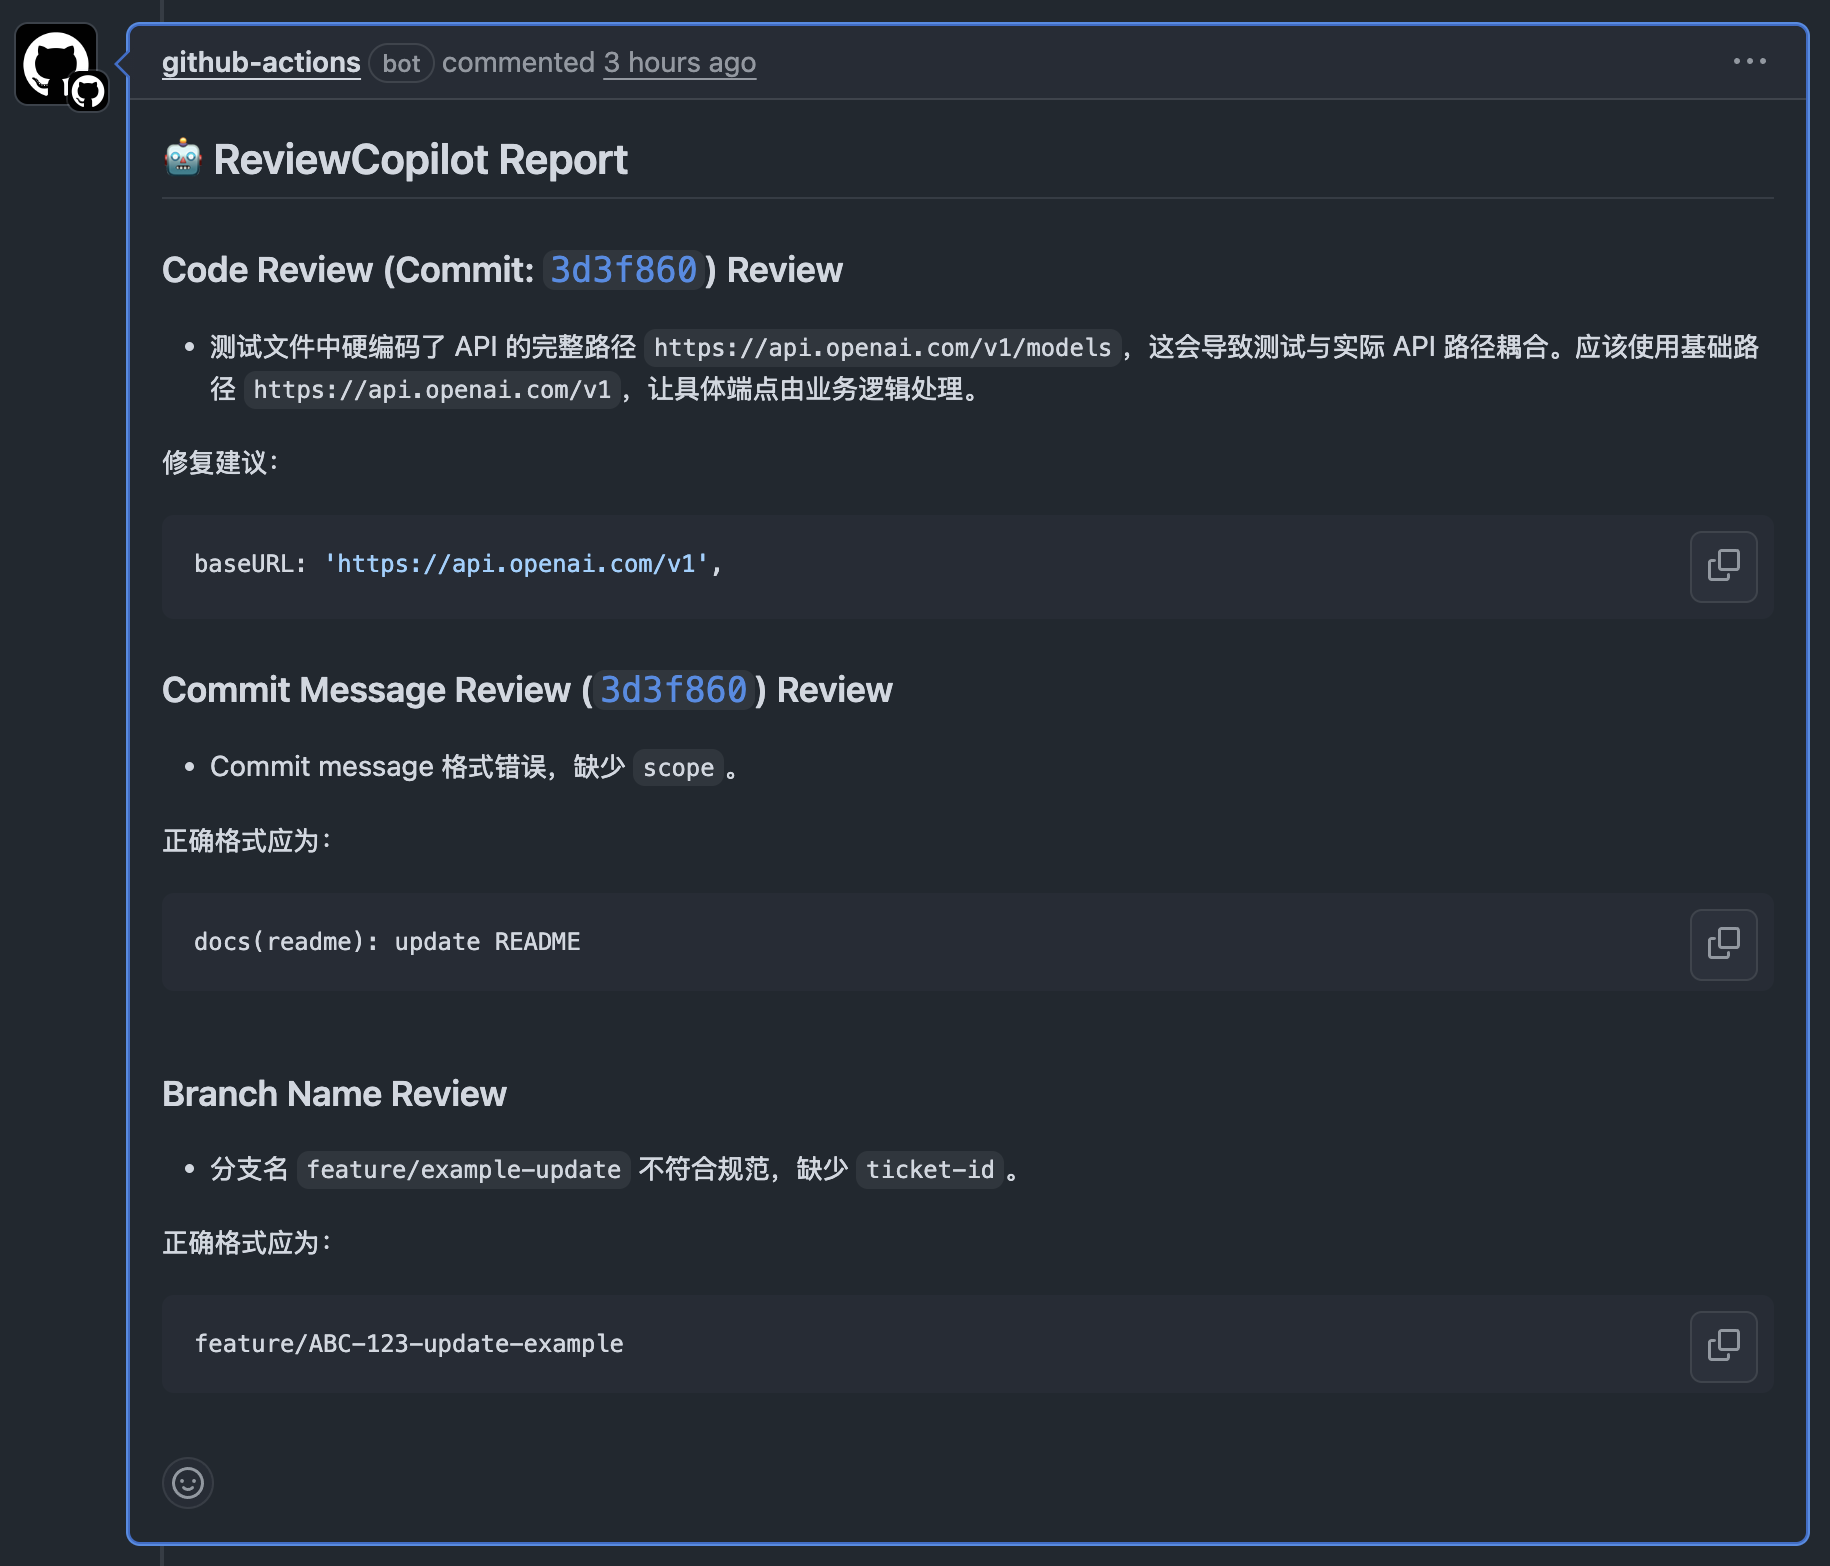 github-actions bot commented 3 hours ago
🤖 ReviewCopilot Report
Code Review (Commit: 3d3f860) Review
• 测试文件中硬编码了 API 的完整路径 https://api.openai.com/v1/models，这会导致测试与实际 API 路径耦合。应该使用基础路
径 https://api.openai.com/v1，让具体端点由业务逻辑处理。
修复建议：
baseURL: 'https://api.openai.com/v1',
Commit Message Review (3d3f860) Review
• Commit message 格式错误，缺少 scope。
正确格式应为：
docs(readme): update README
Branch Name Review
• 分支名 feature/example-update 不符合规范，缺少 ticket-id。
正确格式应为：
feature/ABC-123-update-example